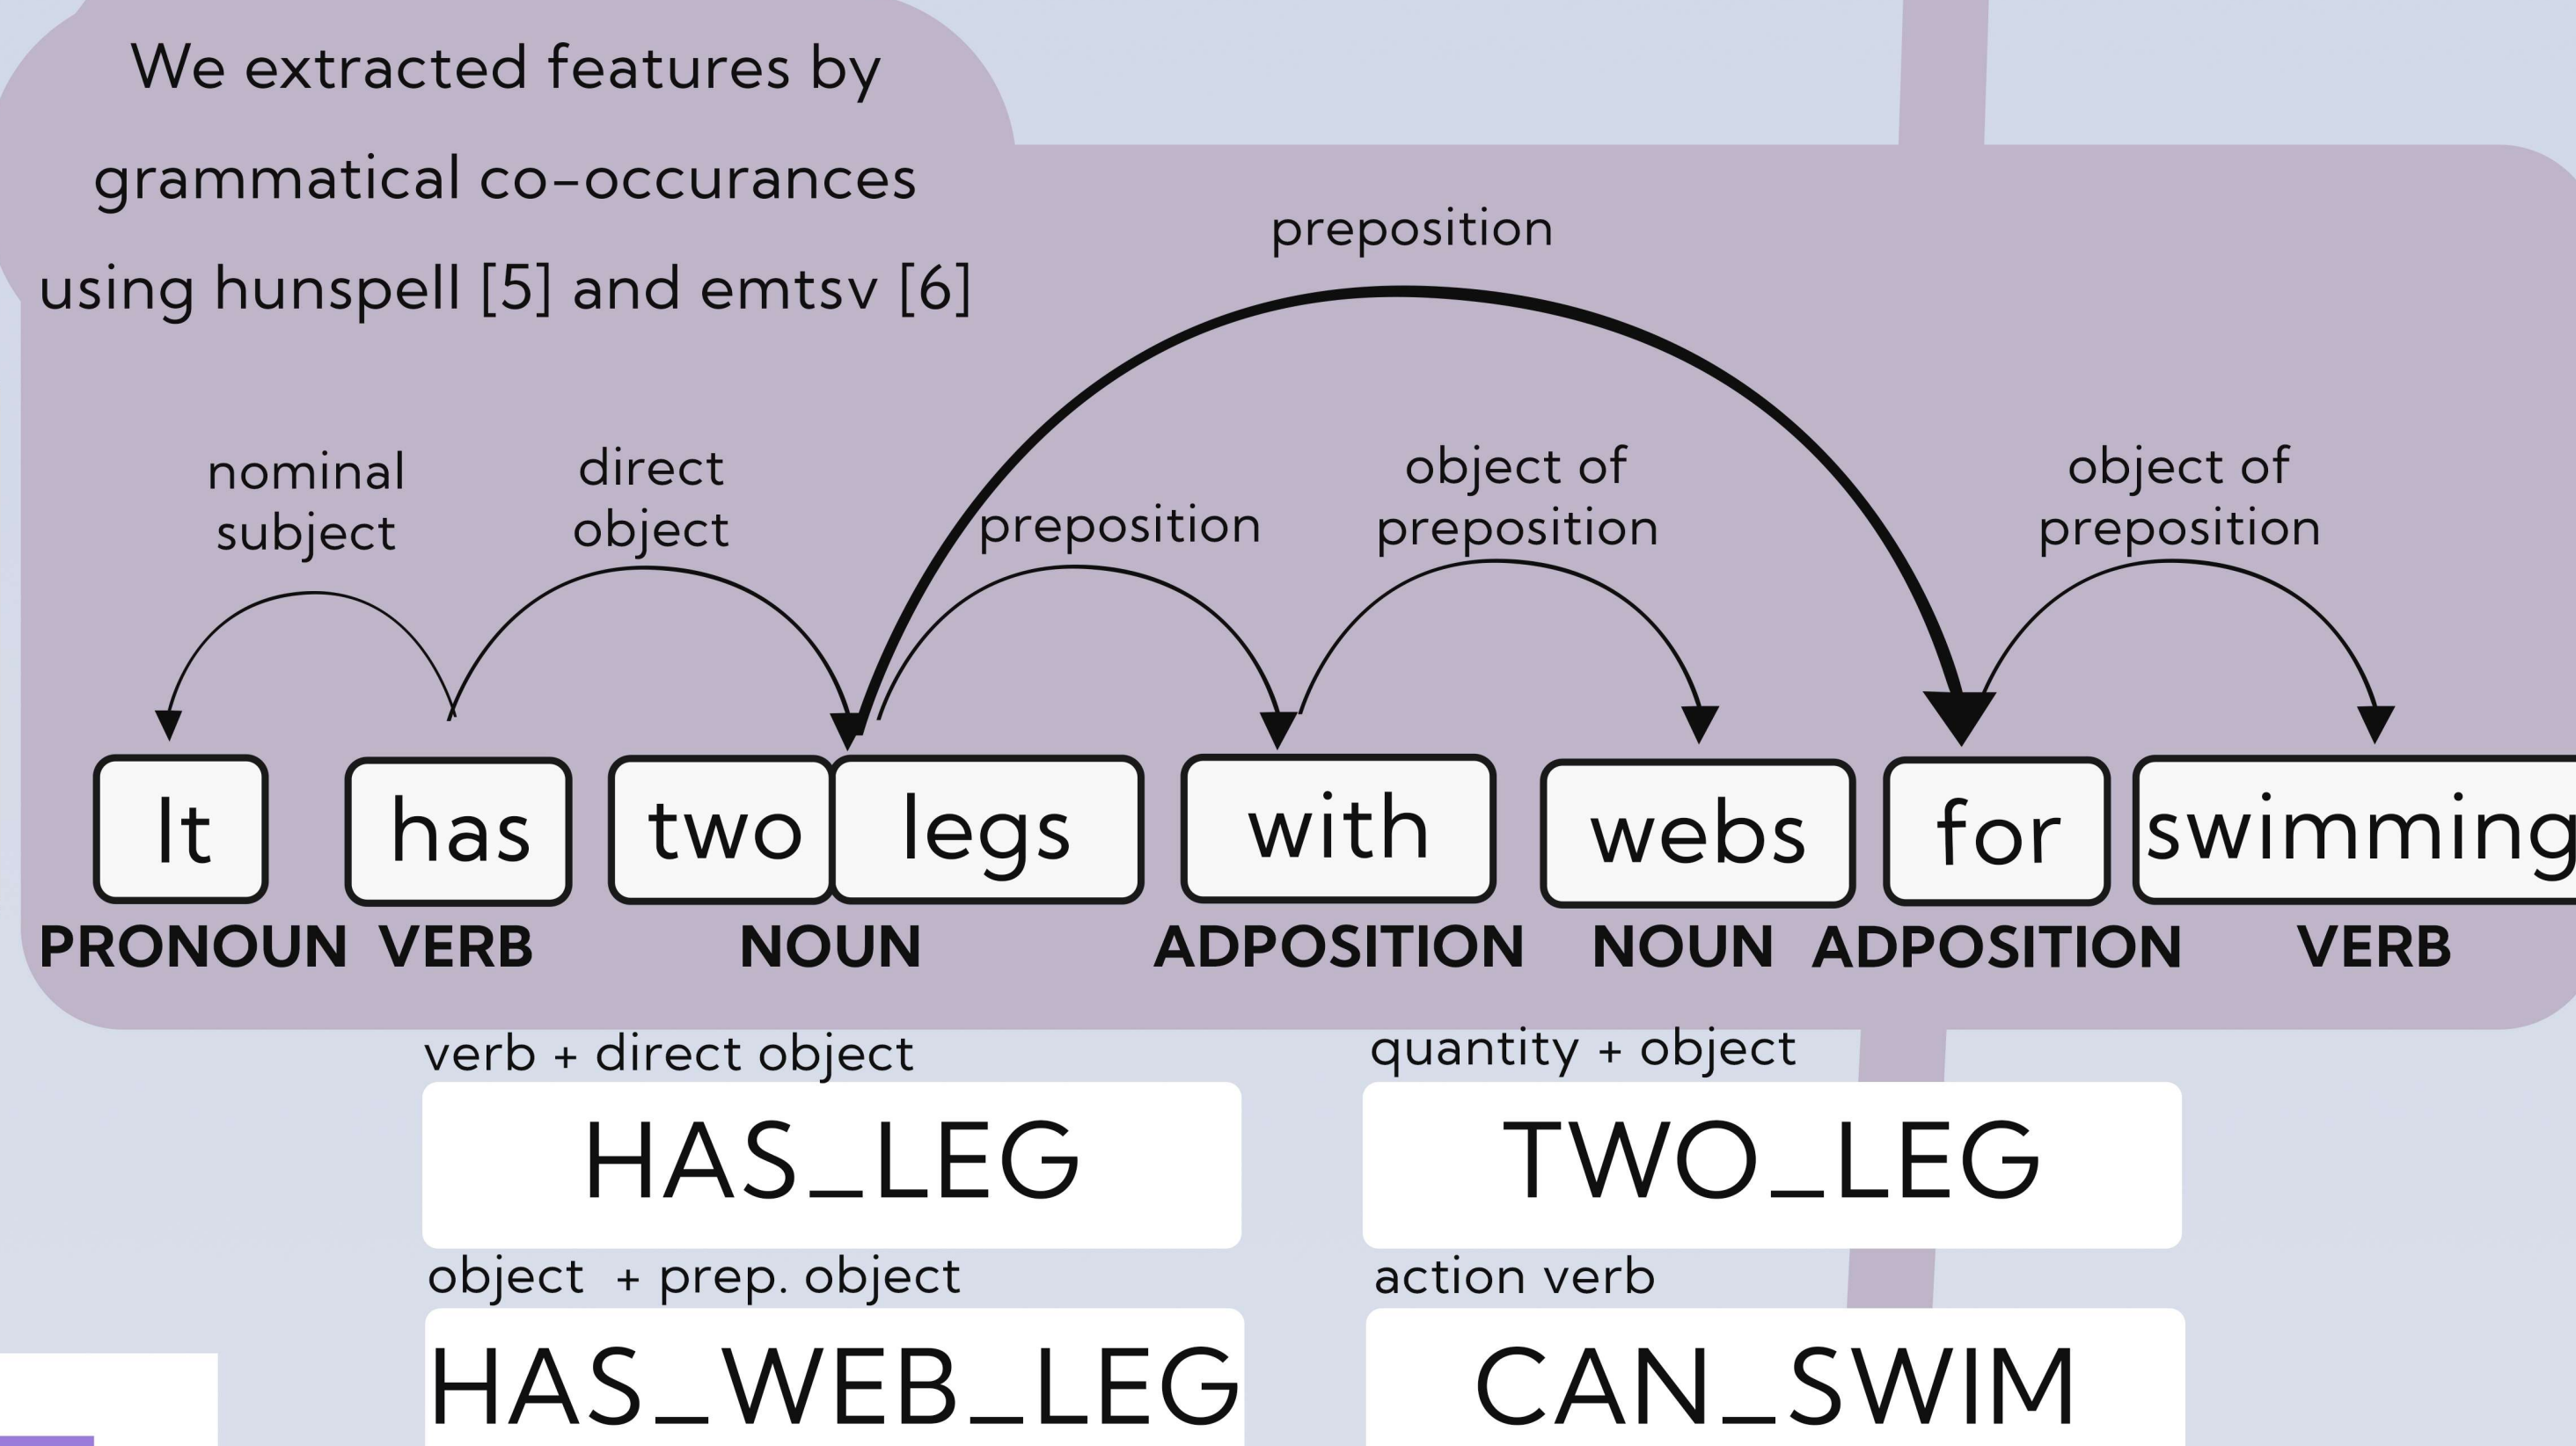 We extracted features by
grammatical co-occurances
using hunspell [5] and emtsv [6]
preposition
nominal
subject
direct
object
preposition
object of
preposition
object of
preposition
It has two legs with webs for swimming
PRONOUN VERB NOUN ADPOSITION NOUN ADPOSITION VERB
verb + direct object
HAS_LEG
quantity + object
TWO_LEG
object + prep. object
HAS_WEB_LEG
action verb
CAN_SWIM